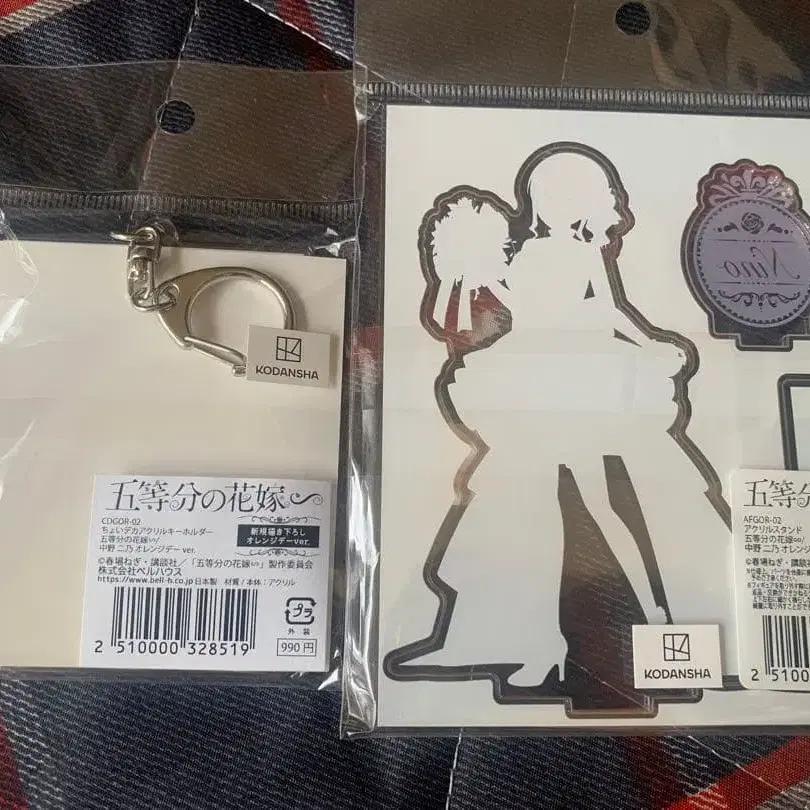 KODANSHA
五等分の花嫁∽
CDGOR-02
ちょいデカアクリルキーホルダー
五等分の花嫁∽/
中野 二乃 オレンジデー ver.
新規描き下ろし
オレンジデーver.
©春場ねぎ・講談社/「五等分の花嫁∽」製作委員会
株式会社ベルハウス
https://www.bell-h.co.jp 日本製 材質/本体:アクリル
2 510000 328519
プラ
外装
990円
Nino
KODANSHA
五等分
AFGOR-02
アクリルスタンド
五等分の花嫁∽/
中野 二乃 オレン
©春場ねぎ・講談
2 5100